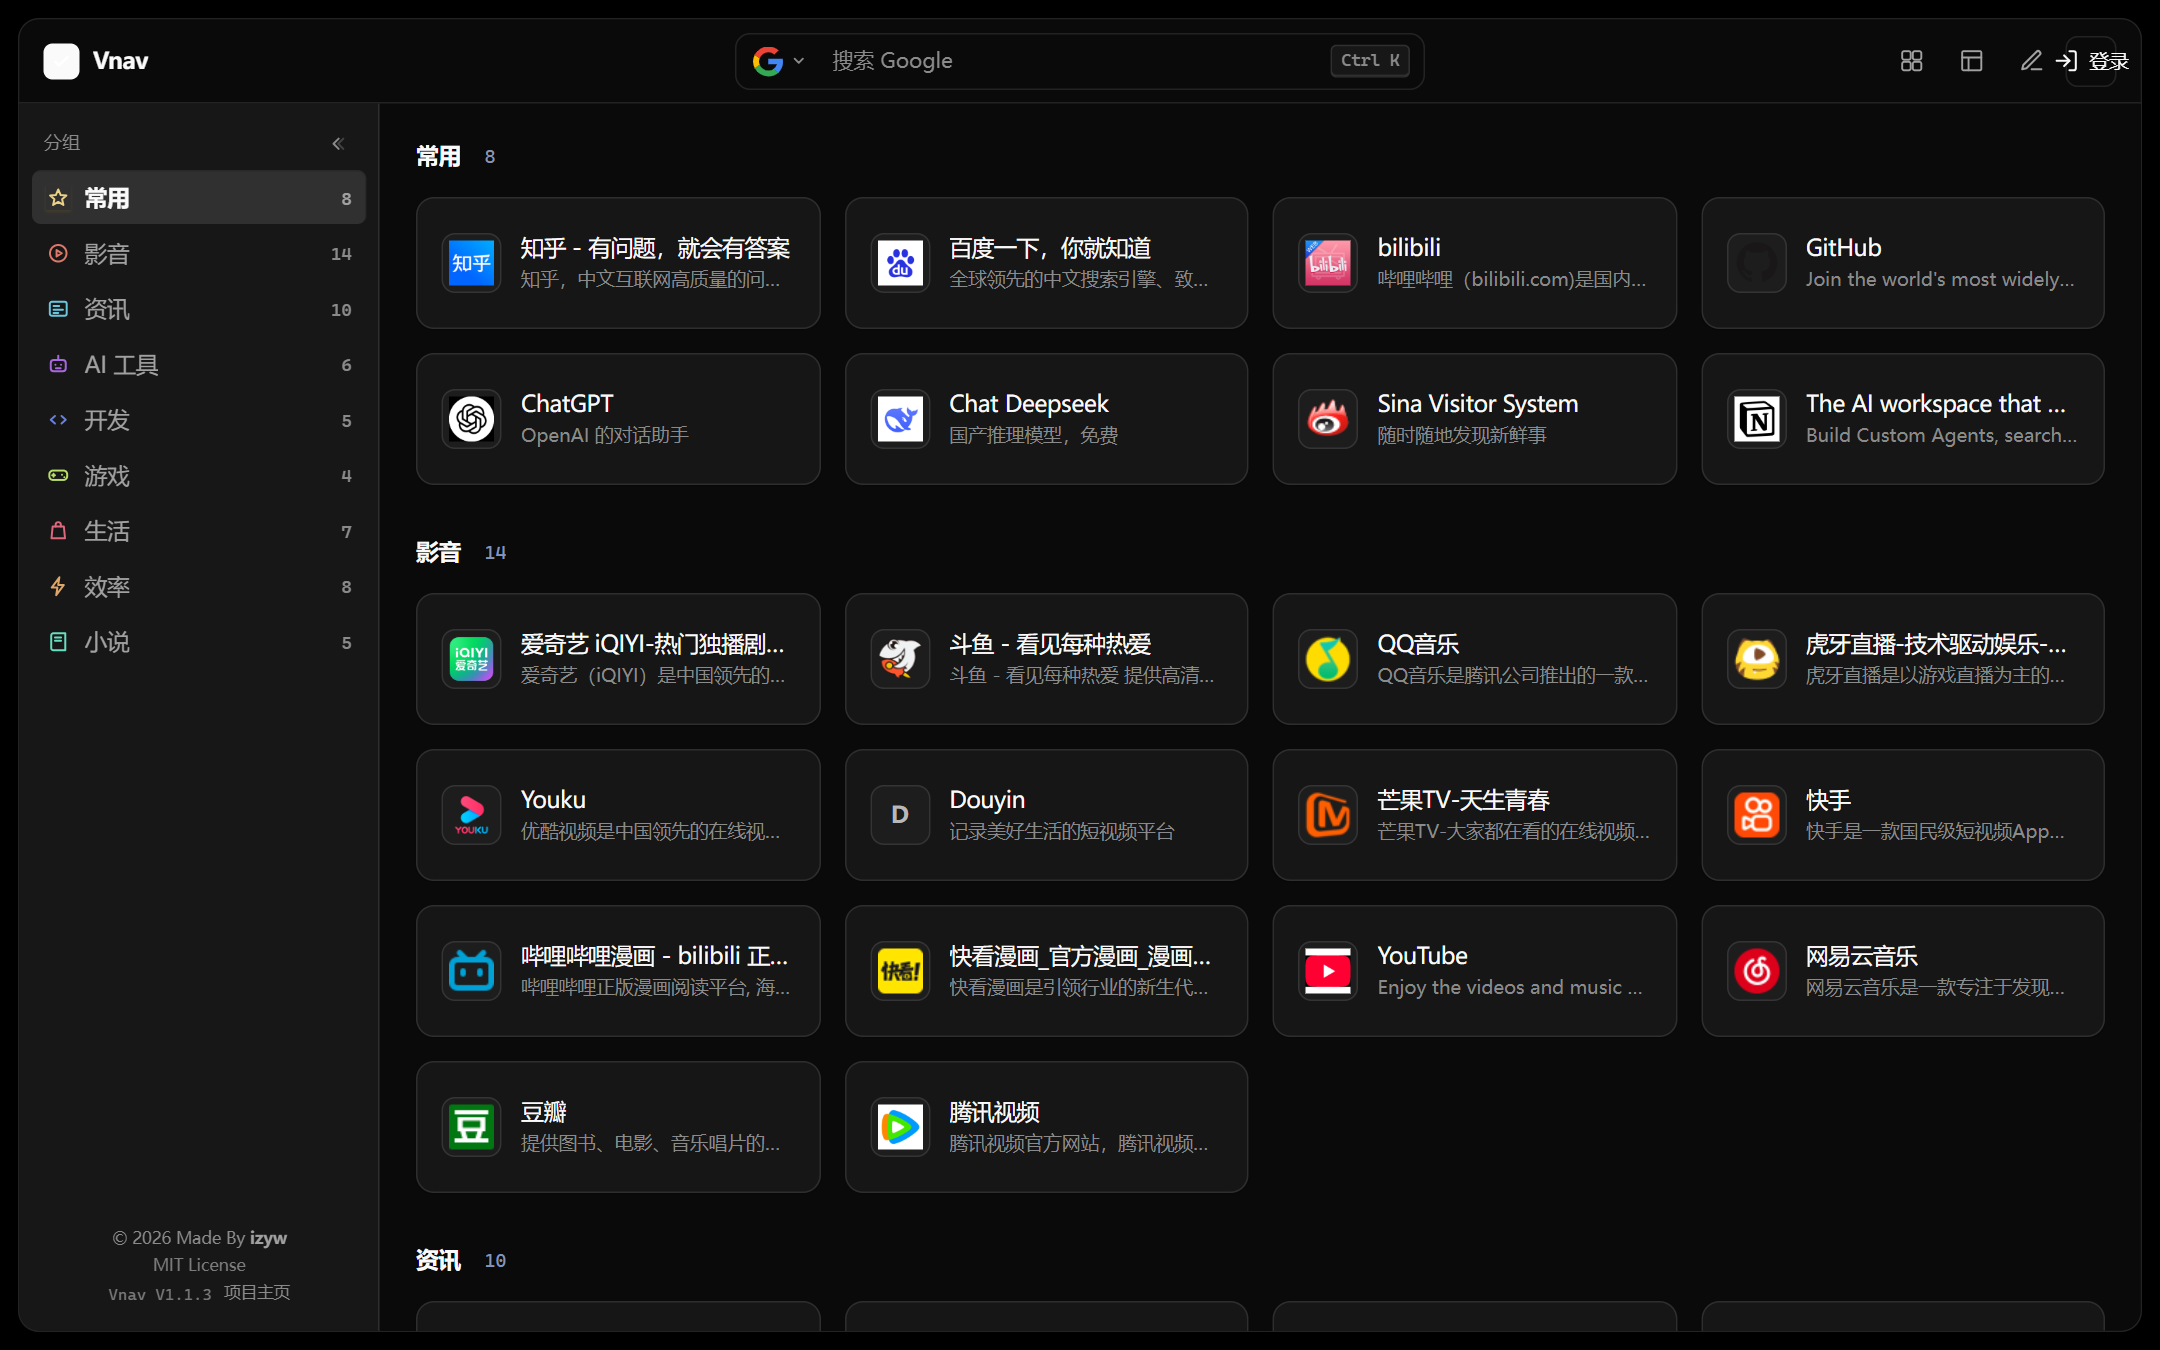 Vnav
搜索 Google
Ctrl K
登录
分组
常用 8
影音 14
资讯 10
AI 工具 6
开发 5
游戏 4
生活 7
效率 8
小说 5
© 2026 Made By izyw
MIT License
Vnav V1.1.3 项目主页
常用 8
知乎
知乎 - 有问题，就会有答案
知乎，中文互联网高质量的问...
du
百度一下，你就知道
全球领先的中文搜索引擎、致...
bilibili
bilibili
哔哩哔哩（bilibili.com)是国内...
GitHub
Join the world's most widely...
ChatGPT
OpenAI 的对话助手
Chat Deepseek
国产推理模型，免费
Sina Visitor System
随时随地发现新鲜事
N
The AI workspace that ...
Build Custom Agents, search...
影音 14
iQIYI
爱奇艺
爱奇艺 iQIYI-热门独播剧...
爱奇艺（iQIYI）是中国领先的...
斗鱼 - 看见每种热爱
斗鱼 - 看见每种热爱 提供高清...
QQ音乐
QQ音乐是腾讯公司推出的一款...
虎牙直播-技术驱动娱乐-...
虎牙直播是以游戏直播为主的...
YOUKU
Youku
优酷视频是中国领先的在线视...
D
Douyin
记录美好生活的短视频平台
芒果TV-天生青春
芒果TV-大家都在看的在线视频...
快手
快手是一款国民级短视频App...
哔哩哔哩漫画 - bilibili 正...
哔哩哔哩正版漫画阅读平台, 海...
快看!
快看漫画_官方漫画_漫画...
快看漫画是引领行业的新生代...
YouTube
Enjoy the videos and music ...
网易云音乐
网易云音乐是一款专注于发现...
豆
豆瓣
提供图书、电影、音乐唱片的...
腾讯视频
腾讯视频官方网站，腾讯视频...
资讯 10